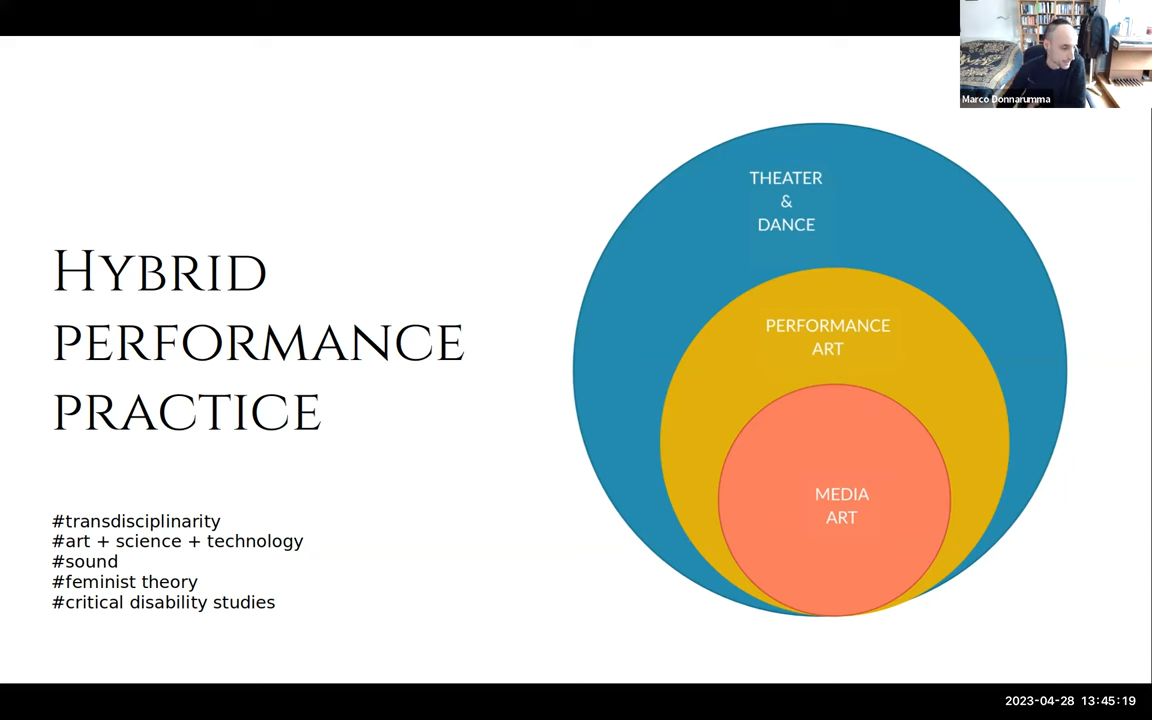 Marco Donnarumma
THEATER
&
DANCE
PERFORMANCE
ART
MEDIA
ART
HYBRID
PERFORMANCE
PRACTICE
#transdisciplinarity
#art + science + technology
#sound
#feminist theory
#critical disability studies
2023-04-28 13:45:19